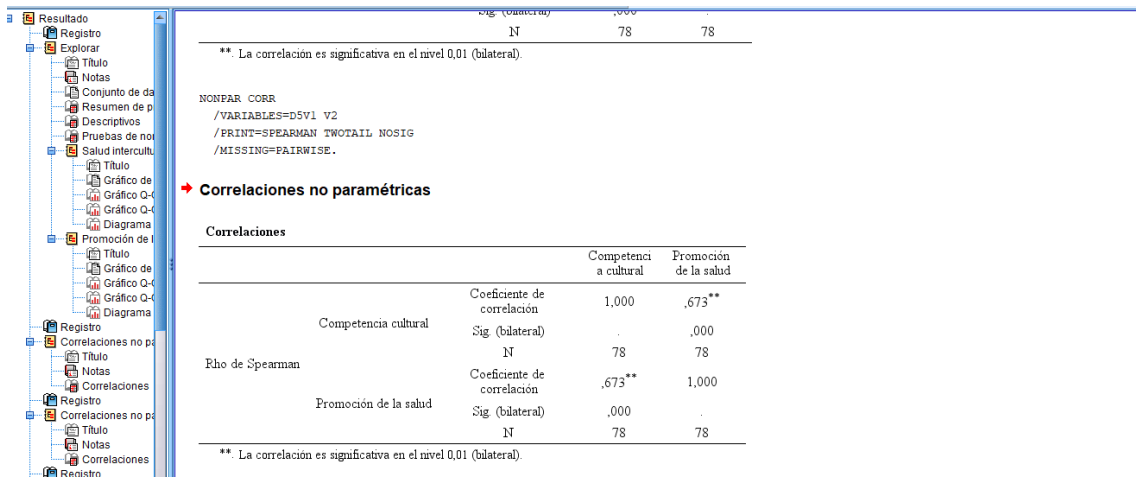 Resultado
Registro
Explorar
Título
Notas
Conjunto de da
Resumen de p
Descriptivos
Pruebas de nor
Salud intercultu
Título
Gráfico de
Gráfico Q-
Gráfico Q-
Diagrama
Promoción de l
Título
Gráfico de
Gráfico Q-
Gráfico Q-
Diagrama
Registro
Correlaciones no pa
Título
Notas
Correlaciones
Registro
Correlaciones no pa
Título
Notas
Correlaciones
Registro
Sig. (bilateral) ,000 .
N 78 78
**. La correlación es significativa en el nivel 0,01 (bilateral).
NONPAR CORR
/VARIABLES=D5V1 V2
/PRINT=SPEARMAN TWOTAIL NOSIG
/MISSING=PAIRWISE.
Correlaciones no paramétricas
Correlaciones
Competenci Promoción
a cultural de la salud
Rho de Spearman
Competencia cultural
Coeficiente de
correlación 1,000 ,673**
Sig. (bilateral) . ,000
N 78 78
Promoción de la salud
Coeficiente de
correlación ,673** 1,000
Sig. (bilateral) ,000 .
N 78 78
**. La correlación es significativa en el nivel 0,01 (bilateral).